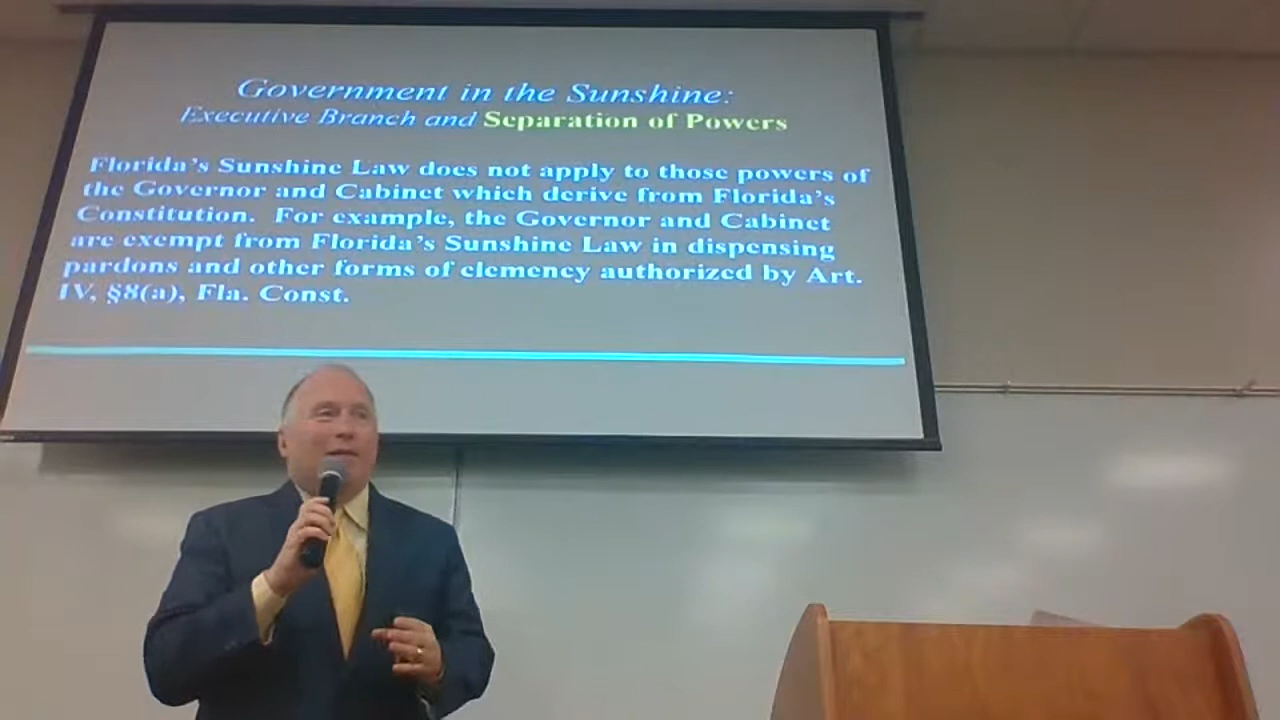 Government in the Sunshine:
Executive Branch and Separation of Powers
Florida's Sunshine Law does not apply to those powers of
the Governor and Cabinet which derive from Florida's
Constitution. For example, the Governor and Cabinet
are exempt from Florida's Sunshine Law in dispensing
pardons and other forms of clemency authorized by Art.
IV, §8(a), Fla. Const.